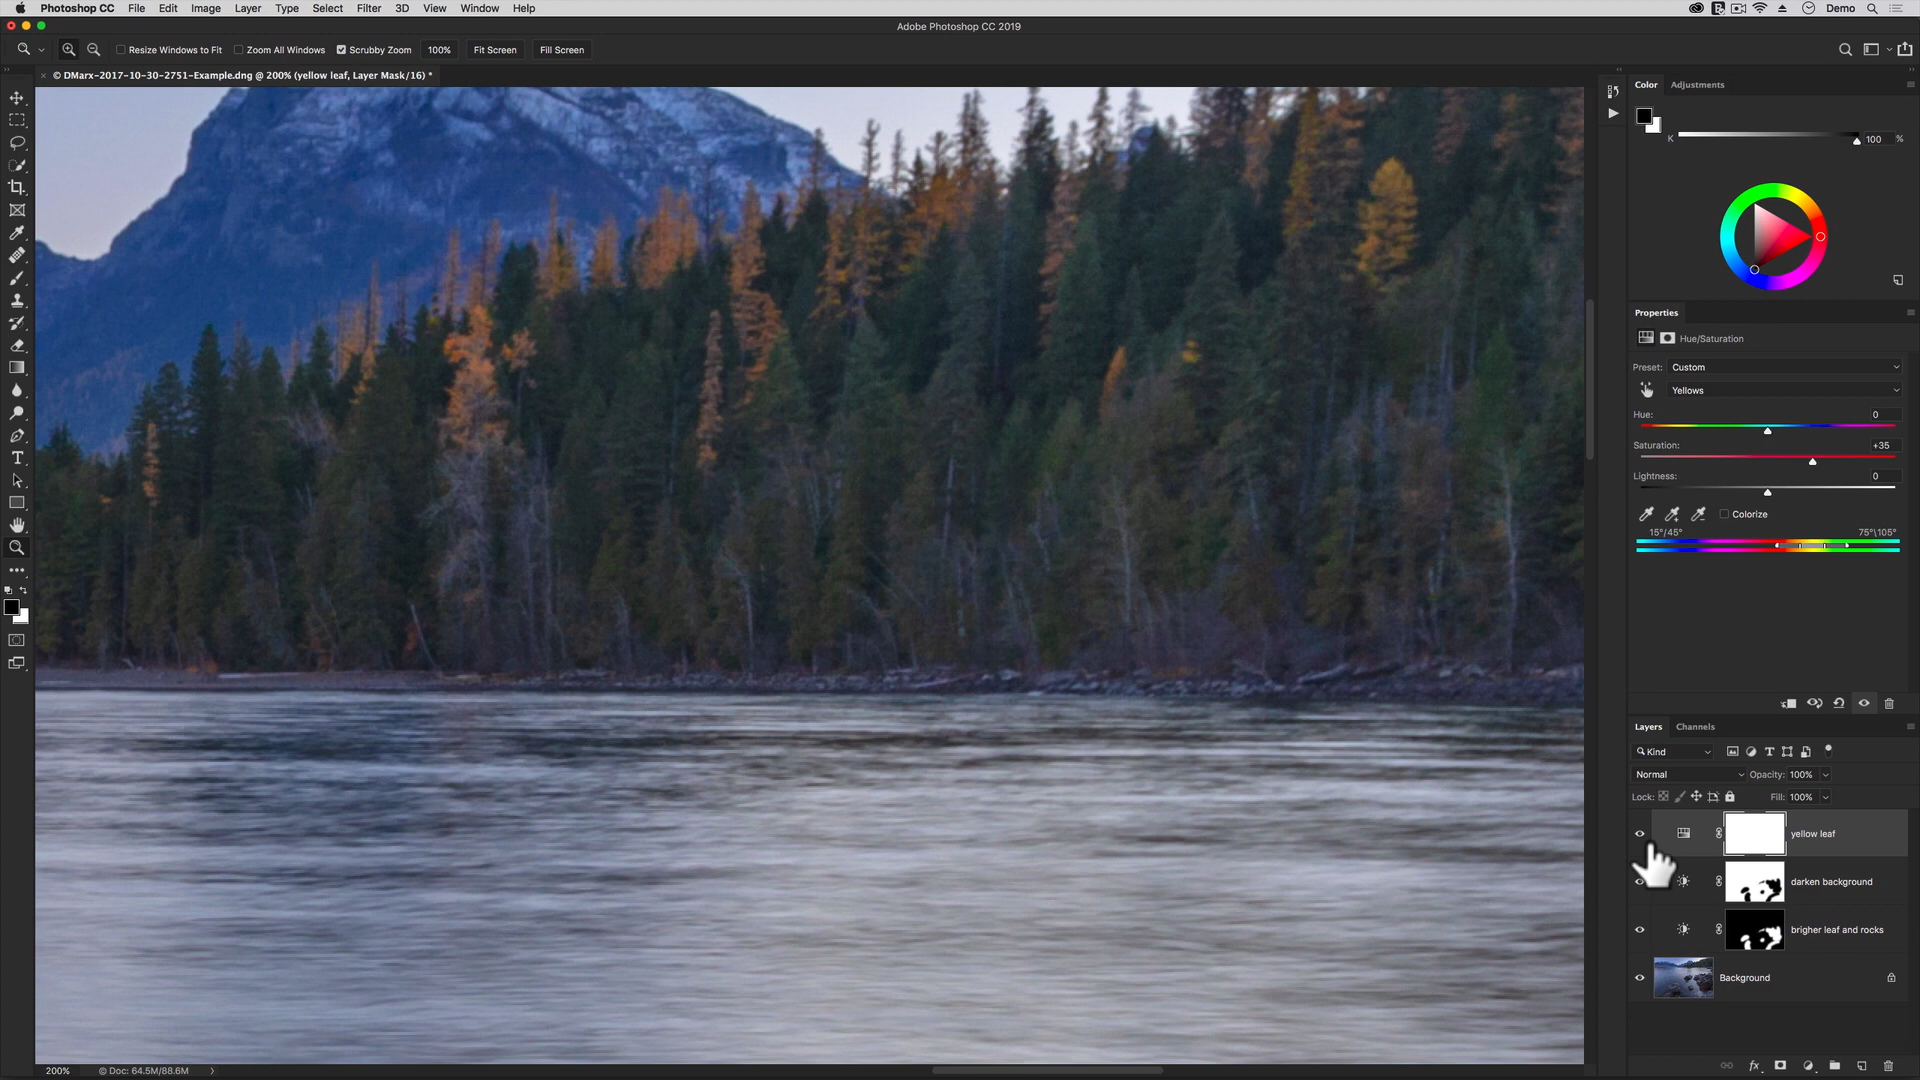 Photoshop CC File Edit Image Layer Type Select Filter 3D View Window Help Demo
Adobe Photoshop CC 2019
Resize Windows to Fit Zoom All Windows Scrubby Zoom 100% Fit Screen Fill Screen
© DMarx-2017-10-30-2751-Example.dng @ 200% (yellow leaf, Layer Mask/16) *
Color Adjustments
K 100 %
Properties
Hue/Saturation
Preset: Custom
Yellows
Hue: 0
Saturation: +35
Lightness: 0
Colorize
15°/45° 75°\105°
Layers Channels
Kind
Normal Opacity: 100%
Lock: Fill: 100%
yellow leaf
darken background
brigher leaf and rocks
Background
200% © Doc: 64.5M/88.6M